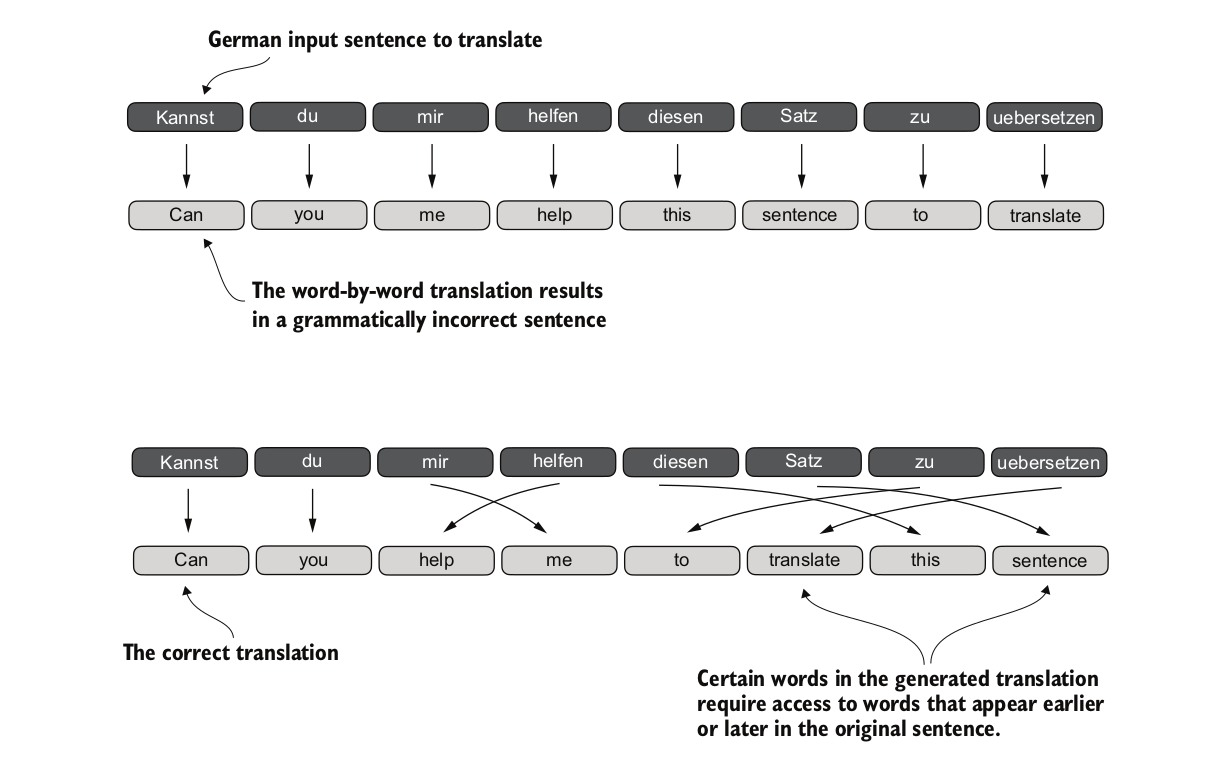 German input sentence to translate
Kannst du mir helfen diesen Satz zu uebersetzen
Can you me help this sentence to translate
The word-by-word translation results
in a grammatically incorrect sentence
Kannst du mir helfen diesen Satz zu uebersetzen
Can you help me to translate this sentence
The correct translation
Certain words in the generated translation
require access to words that appear earlier
or later in the original sentence.